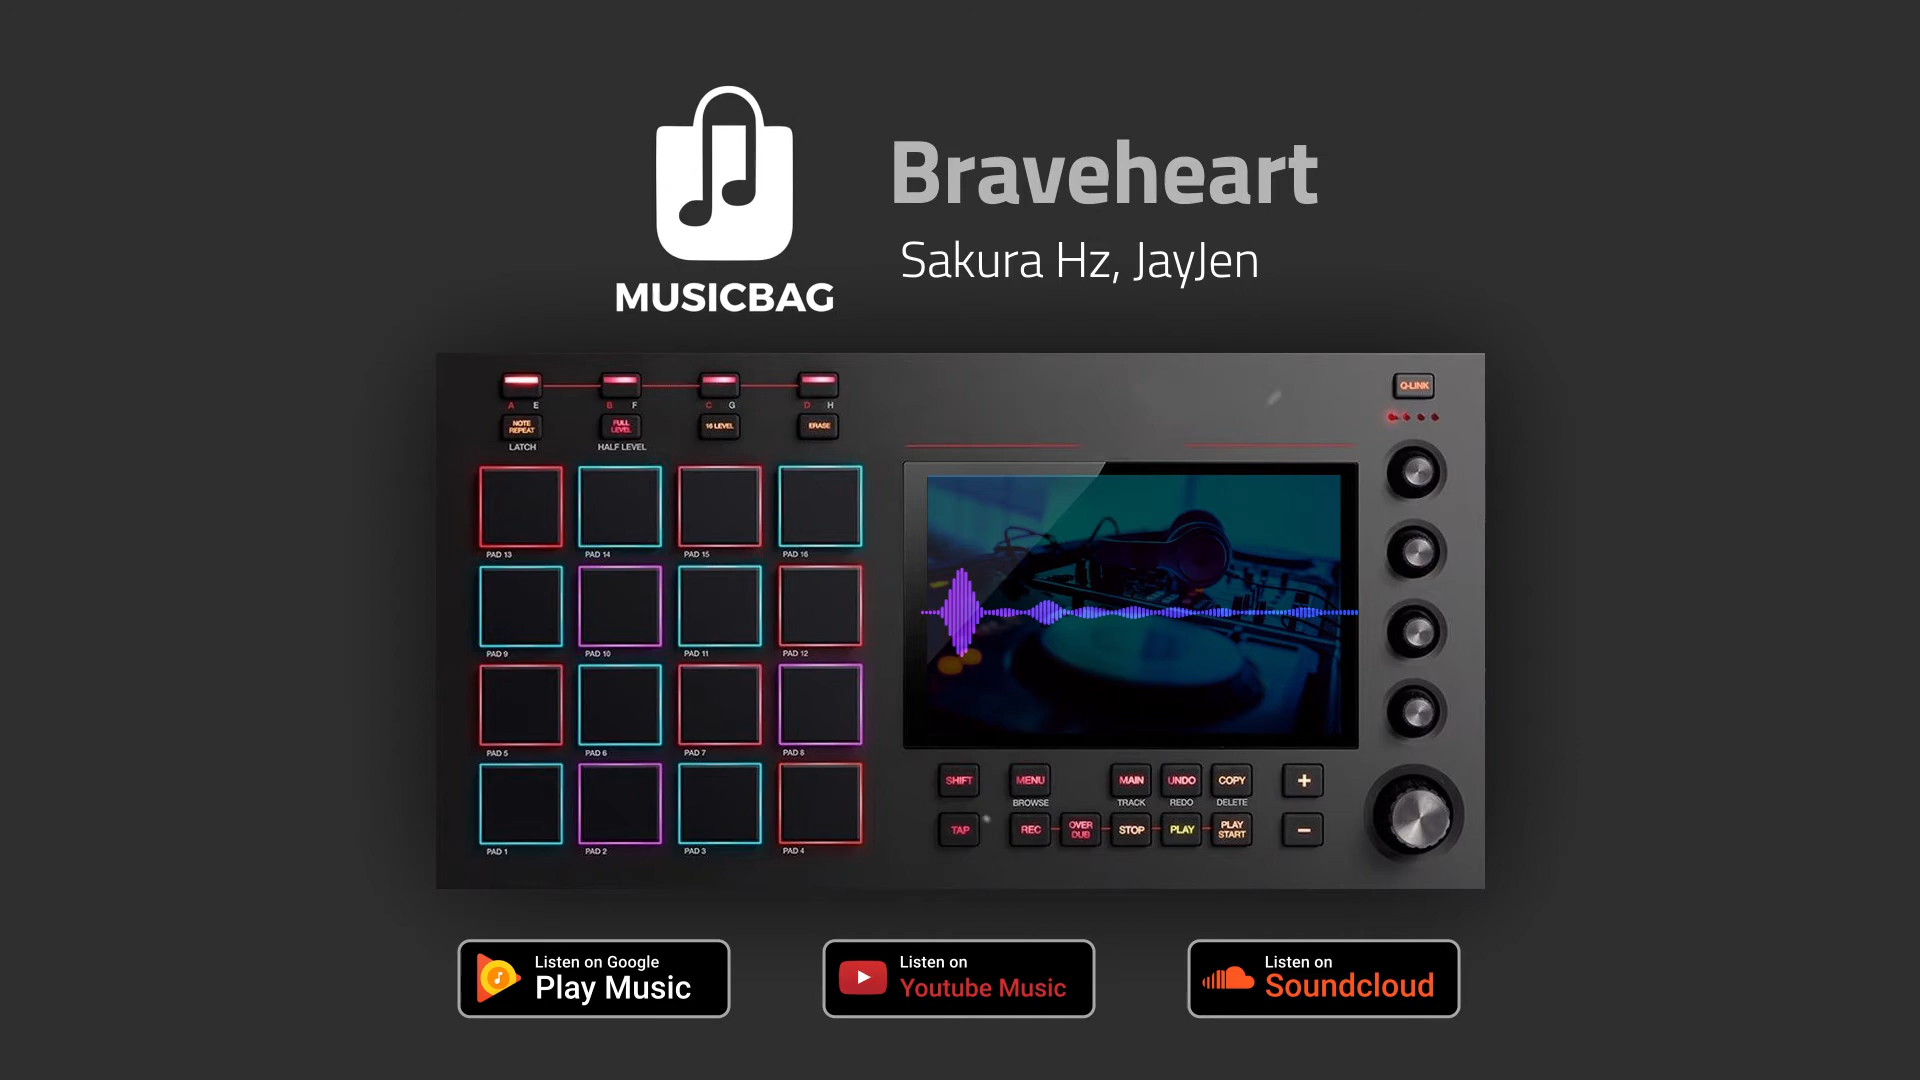 MUSICBAG
Braveheart
Sakura Hz, JayJen
A E
B F
C G
D H
NOTE
REPEAT
LATCH
FULL
LEVEL
HALF LEVEL
16 LEVEL
ERASE
Q-LINK
PAD 13
PAD 14
PAD 15
PAD 16
PAD 9
PAD 10
PAD 11
PAD 12
PAD 5
PAD 6
PAD 7
PAD 8
PAD 1
PAD 2
PAD 3
PAD 4
SHIFT
MENU
BROWSE
MAIN
TRACK
UNDO
REDO
COPY
DELETE
+
TAP
REC
OVER
DUB
STOP
PLAY
PLAY
START
−
Listen on Google
Play Music
Listen on
Youtube Music
Listen on
Soundcloud